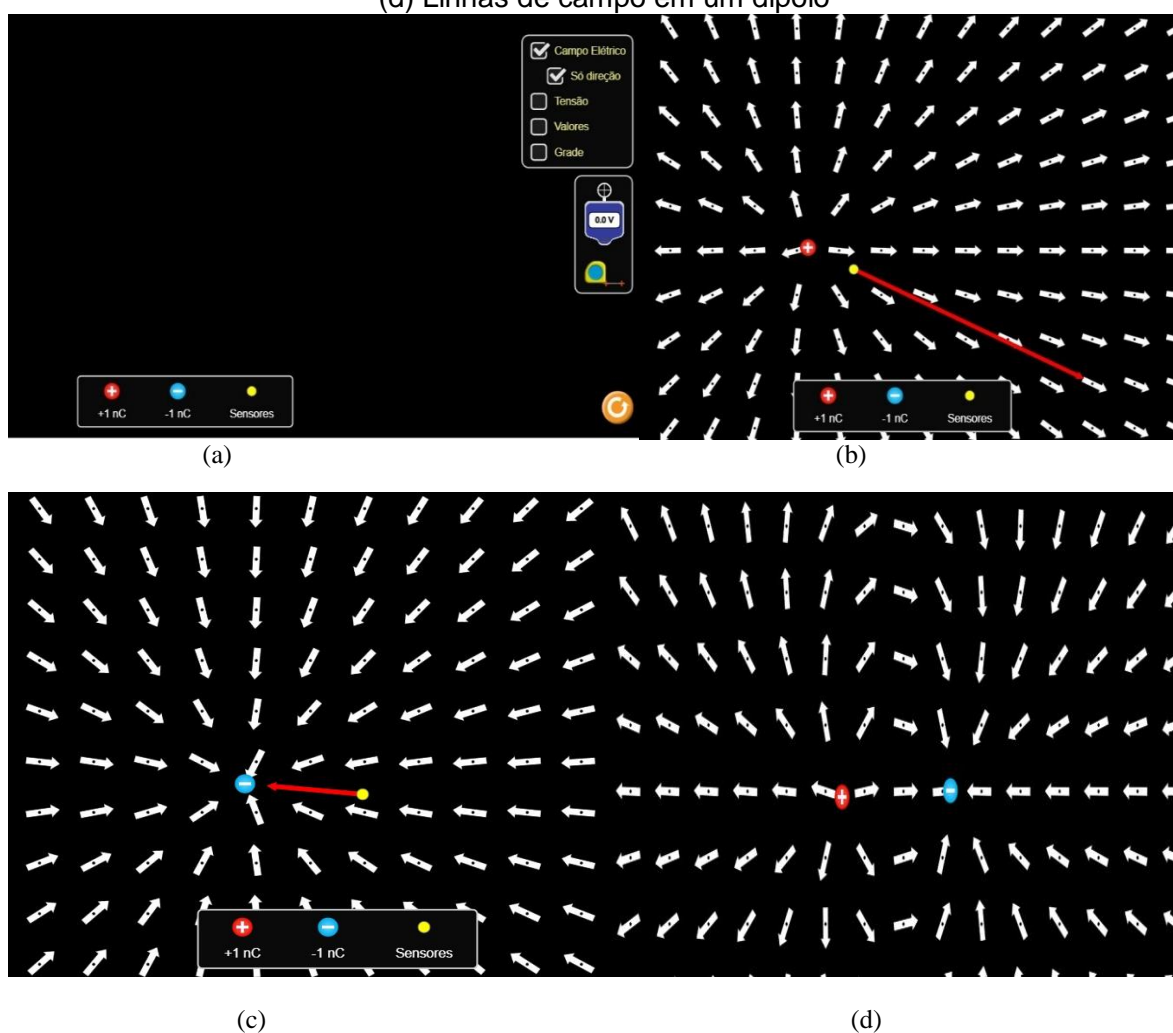 (d) Linhas de campo em um dipolo
Campo Elétrico
Só direção
Tensão
Valores
Grade
0.0 V
+1 nC
-1 nC
Sensores
(a)
+1 nC
-1 nC
Sensores
(b)
+1 nC
-1 nC
Sensores
(c)
(d)